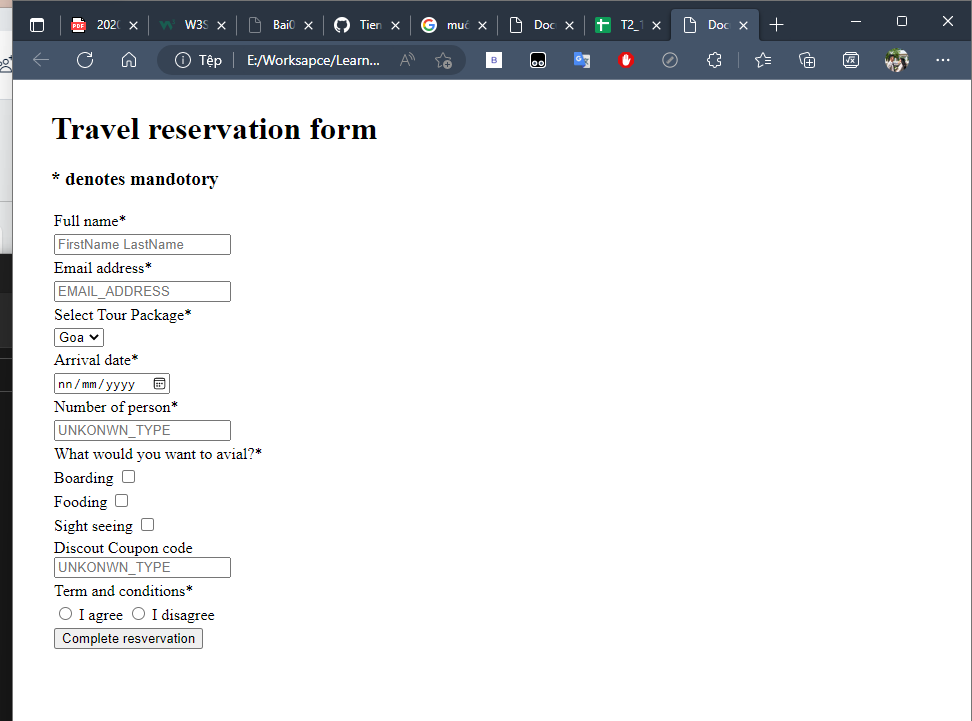 2020 W3S Bai0 Tien muc Doc T2_1 Doc
Tệp E:/Worksapce/Learn...
Travel reservation form
* denotes mandotory
Full name*
FirstName LastName
Email address*
EMAIL_ADDRESS
Select Tour Package*
Goa
Arrival date*
nn/mm/yyyy
Number of person*
UNKONWN_TYPE
What would you want to avial?*
Boarding
Fooding
Sight seeing
Discout Coupon code
UNKONWN_TYPE
Term and conditions*
I agree I disagree
Complete resvervation